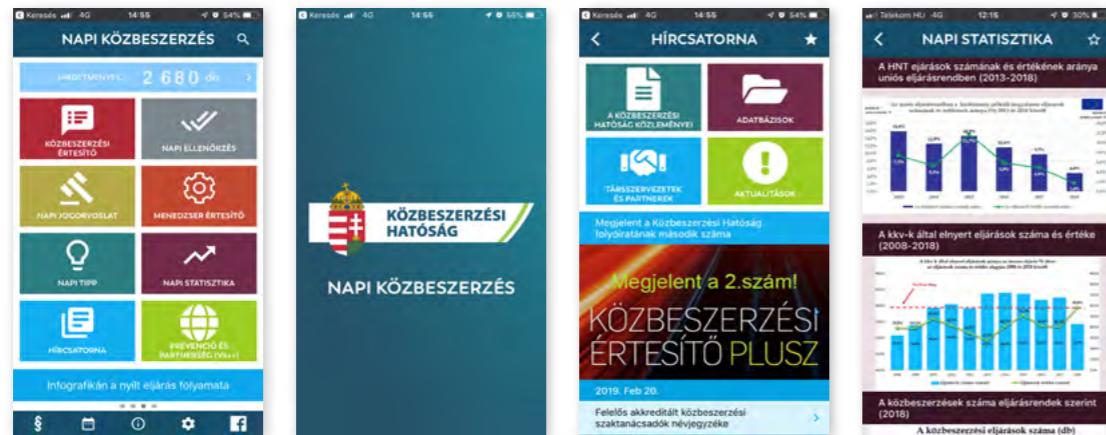 Keresés 4G 14:55 54%
NAPI KÖZBESZERZÉS
HIRDETMÉNYEK: 2 680 db
KÖZBESZERZÉSI
ÉRTESÍTŐ
NAPI ELLENŐRZÉS
NAPI JOGORVOSLAT
MENEDZSER ÉRTESÍTŐ
NAPI TIPP
NAPI STATISZTIKA
HÍRCSATORNA
PREVENCIÓ ÉS
PARTNERSÉG
Infografikán a nyílt eljárás folyamata
§
Keresés 4G 14:55 55%
KÖZBESZERZÉSI
HATÓSÁG
NAPI KÖZBESZERZÉS
Keresés 4G 14:55 54%
HÍRCSATORNA
A KÖZBESZERZÉSI
HATÓSÁG KÖZLEMÉNYEI
ADATBÁZISOK
TÁRSSZERVEZETEK
ÉS PARTNEREK
AKTUALITÁSOK
Megjelent a Közbeszerzési Hatóság
folyóiratának második száma
Megjelent a 2.szám!
KÖZBESZERZÉSI
ÉRTESÍTŐ PLUSZ
2019. Feb 20.
Felelős akkreditált közbeszerzési
szaktanácsadók névjegyzéke
Telekom HU 4G 12:15 30%
NAPI STATISZTIKA
A HNT ejárások számának és értékének aránya
uniós eljárásrendben (2013-2018)
A kkv-k által elnyert eljárások száma és értéke
(2008-2018)
A közbeszerzések száma eljárásrendek szerint
(2018)
A közbeszerzési eljárások száma (db)